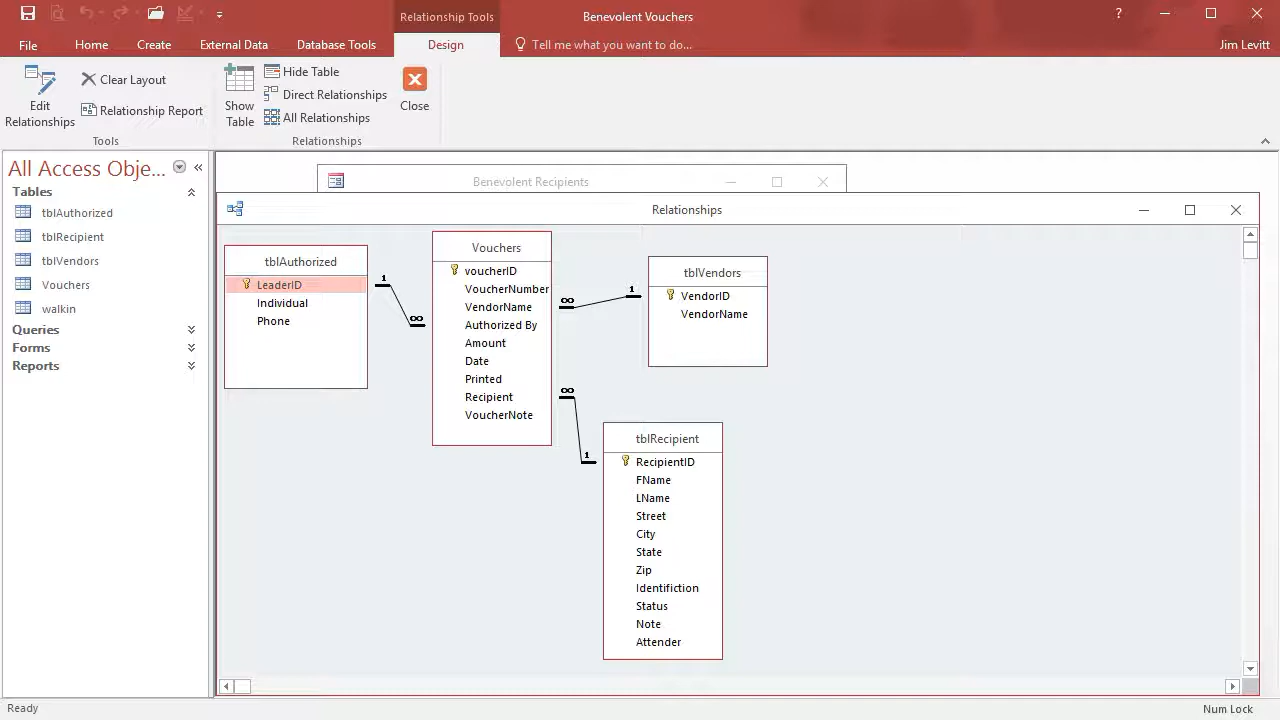 Relationship Tools
Benevolent Vouchers
?
File
Home
Create
External Data
Database Tools
Design
Tell me what you want to do...
Jim Levitt
Edit
Relationships
Clear Layout
Relationship Report
Tools
Show
Table
Hide Table
Direct Relationships
All Relationships
Relationships
Close
All Access Obje...
Tables
tblAuthorized
tblRecipient
tblVendors
Vouchers
walkin
Queries
Forms
Reports
Benevolent Recipients
Relationships
tblAuthorized
LeaderID
Individual
Phone
1
∞
Vouchers
voucherID
VoucherNumber
VendorName
Authorized By
Amount
Date
Printed
Recipient
VoucherNote
∞
1
tblVendors
VendorID
VendorName
∞
1
tblRecipient
RecipientID
FName
LName
Street
City
State
Zip
Identifiction
Status
Note
Attender
Ready
Num Lock